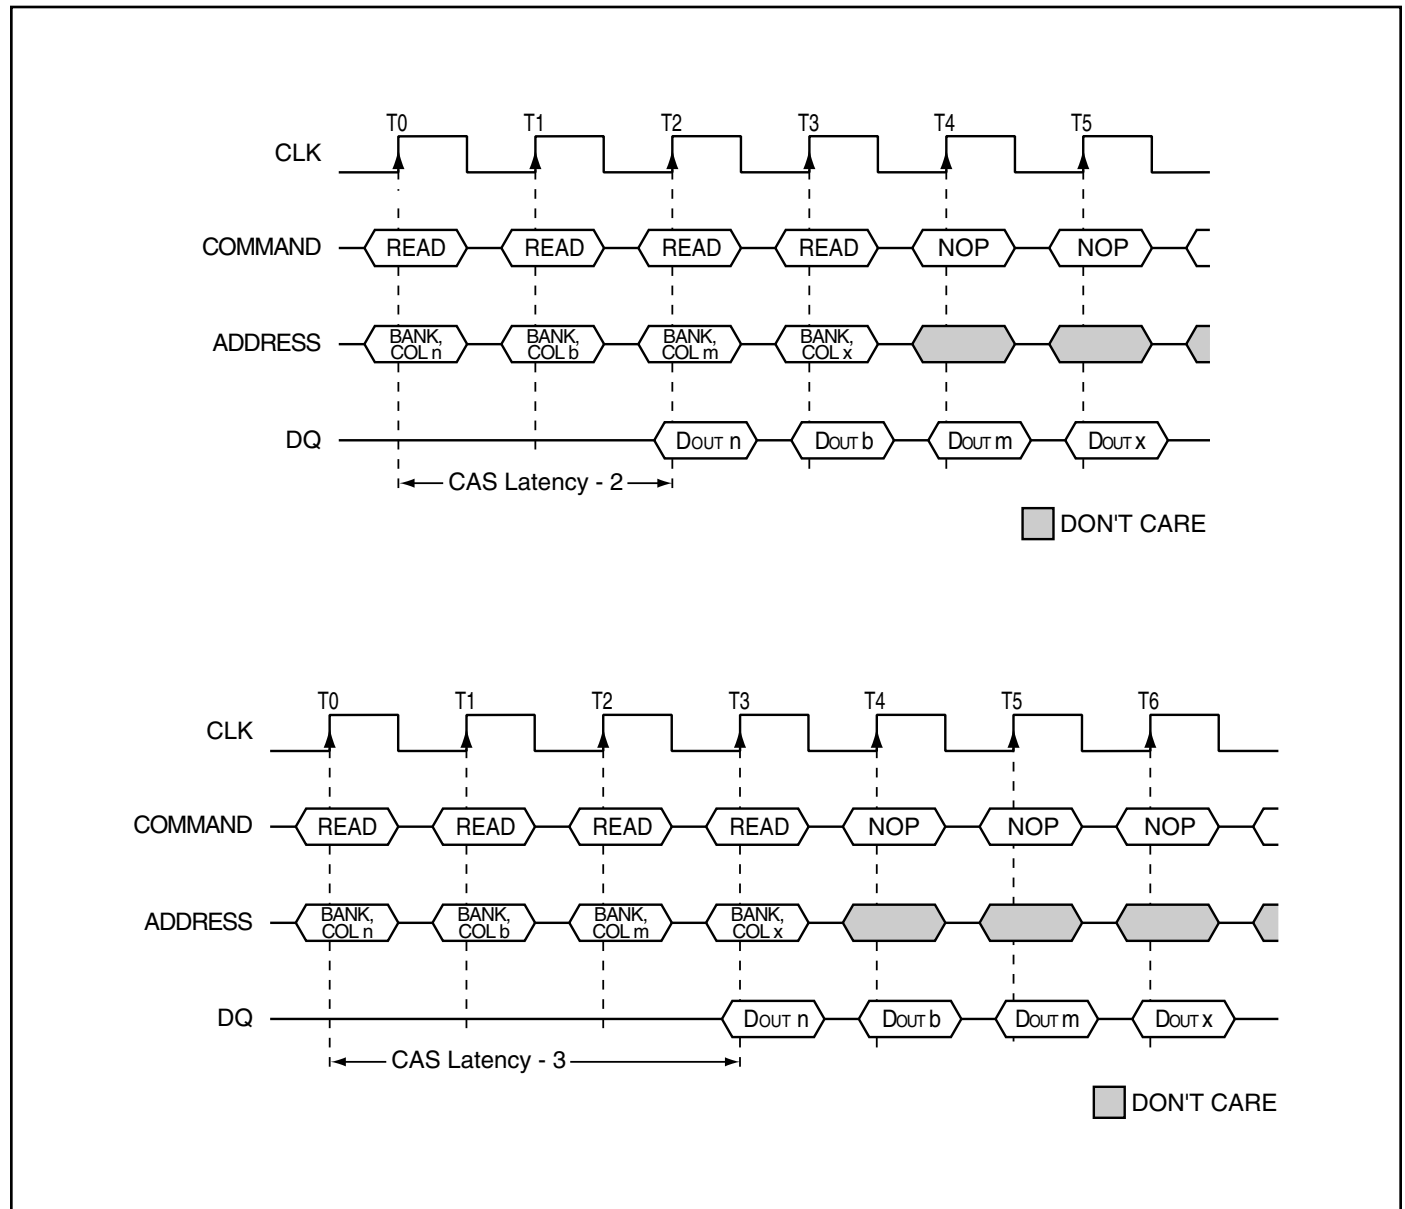 T0 T1 T2 T3 T4 T5
CLK
COMMAND READ READ READ READ NOP NOP
ADDRESS BANK, COL n BANK, COL b BANK, COL m BANK, COL x
DQ DOUT n DOUT b DOUT m DOUT x
CAS Latency - 2
DON'T CARE
T0 T1 T2 T3 T4 T5 T6
CLK
COMMAND READ READ READ READ NOP NOP NOP
ADDRESS BANK, COL n BANK, COL b BANK, COL m BANK, COL x
DQ DOUT n DOUT b DOUT m DOUT x
CAS Latency - 3
DON'T CARE